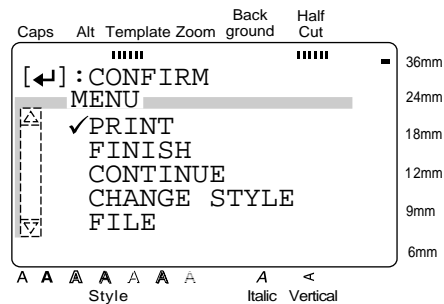 Caps Alt Template Zoom Back ground Half Cut
[↵]:CONFIRM
MENU
✓PRINT
FINISH
CONTINUE
CHANGE STYLE
FILE
36mm
24mm
18mm
12mm
9mm
6mm
A A A A A A A A A
Style Italic Vertical